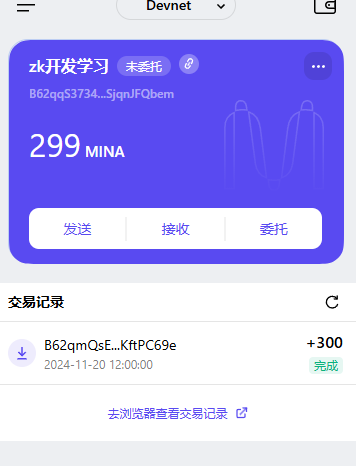 Devnet
zk开发学习 未委托
B62qqS3734...SjqnJFQbem
299 MINA
发送 接收 委托
交易记录
B62qmQsE...KftPC69e +300
2024-11-20 12:00:00 完成
去浏览器查看交易记录